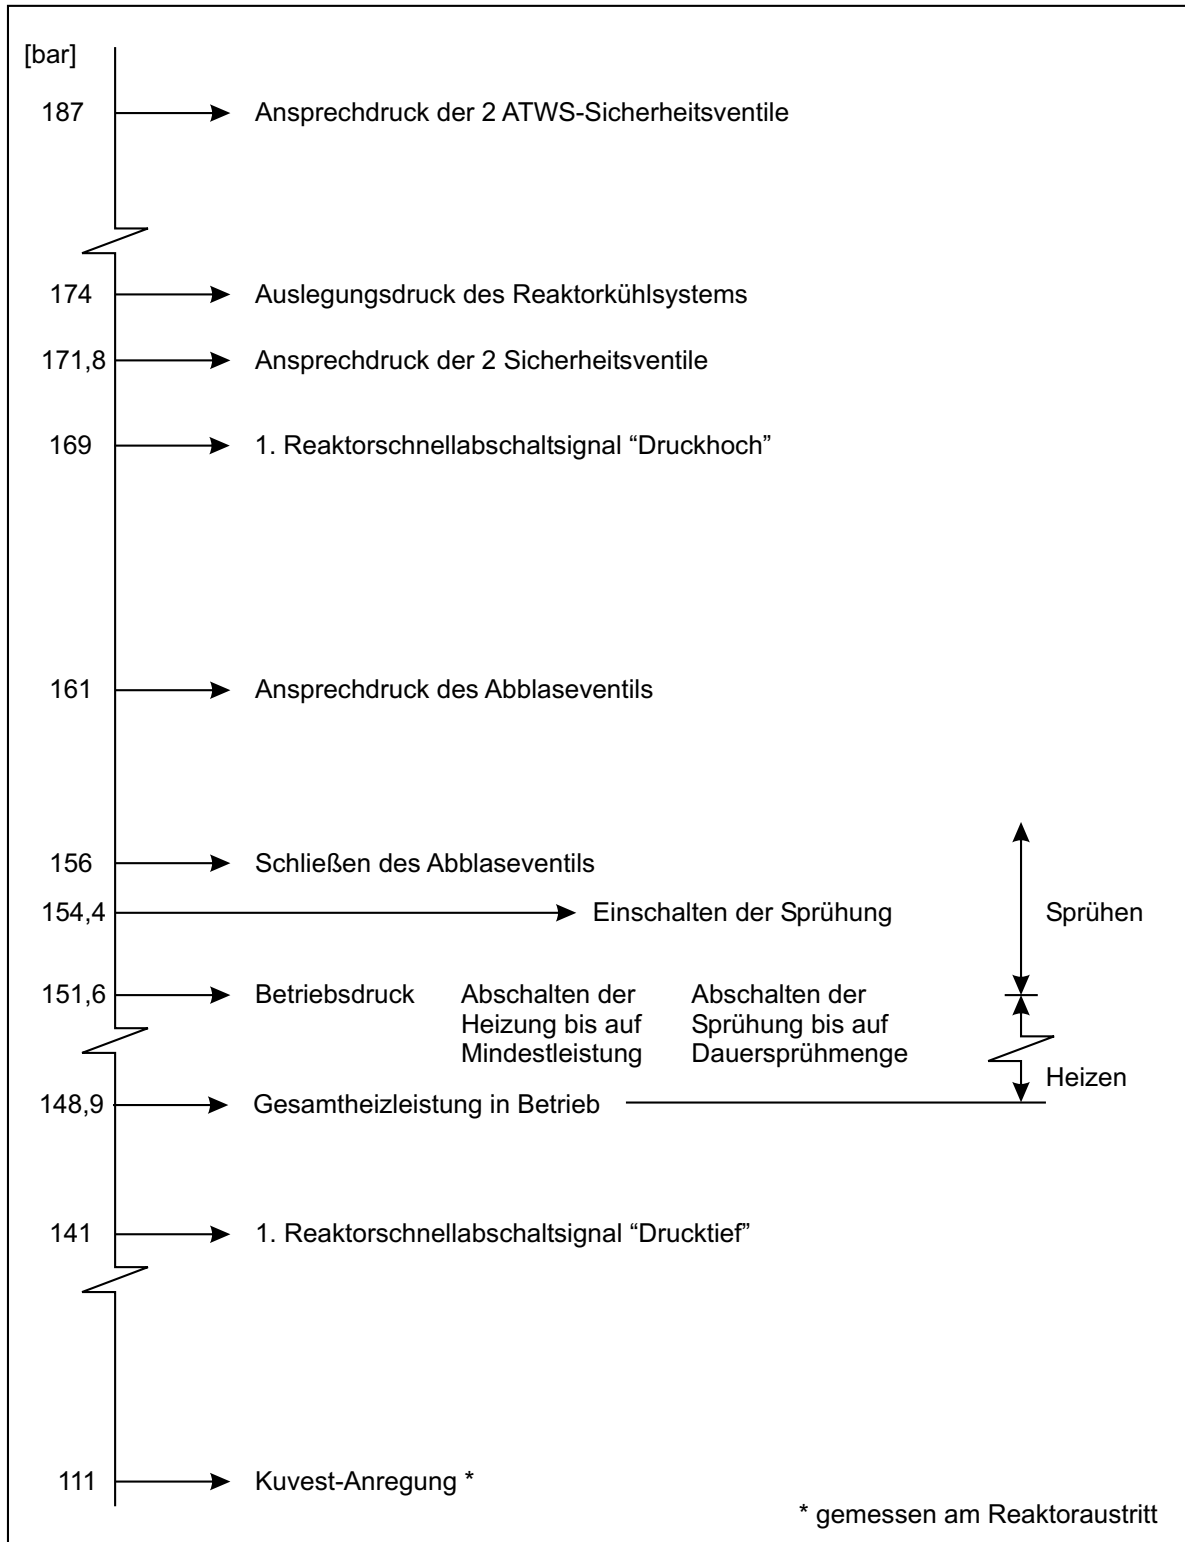 [bar]
187 Ansprechdruck der 2 ATWS-Sicherheitsventile
174 Auslegungsdruck des Reaktorkühlsystems
171,8 Ansprechdruck der 2 Sicherheitsventile
169 1. Reaktorschnellabschaltsignal “Druckhoch”
161 Ansprechdruck des Abblaseventils
156 Schließen des Abblaseventils
154,4 Einschalten der Sprühung Sprühen
151,6 Betriebsdruck Abschalten der Abschalten der
Heizung bis auf Sprühung bis auf
Mindestleistung Dauersprühmenge
Heizen
148,9 Gesamtheizleistung in Betrieb
141 1. Reaktorschnellabschaltsignal “Drucktief”
111 Kuvest-Anregung *
* gemessen am Reaktoraustritt